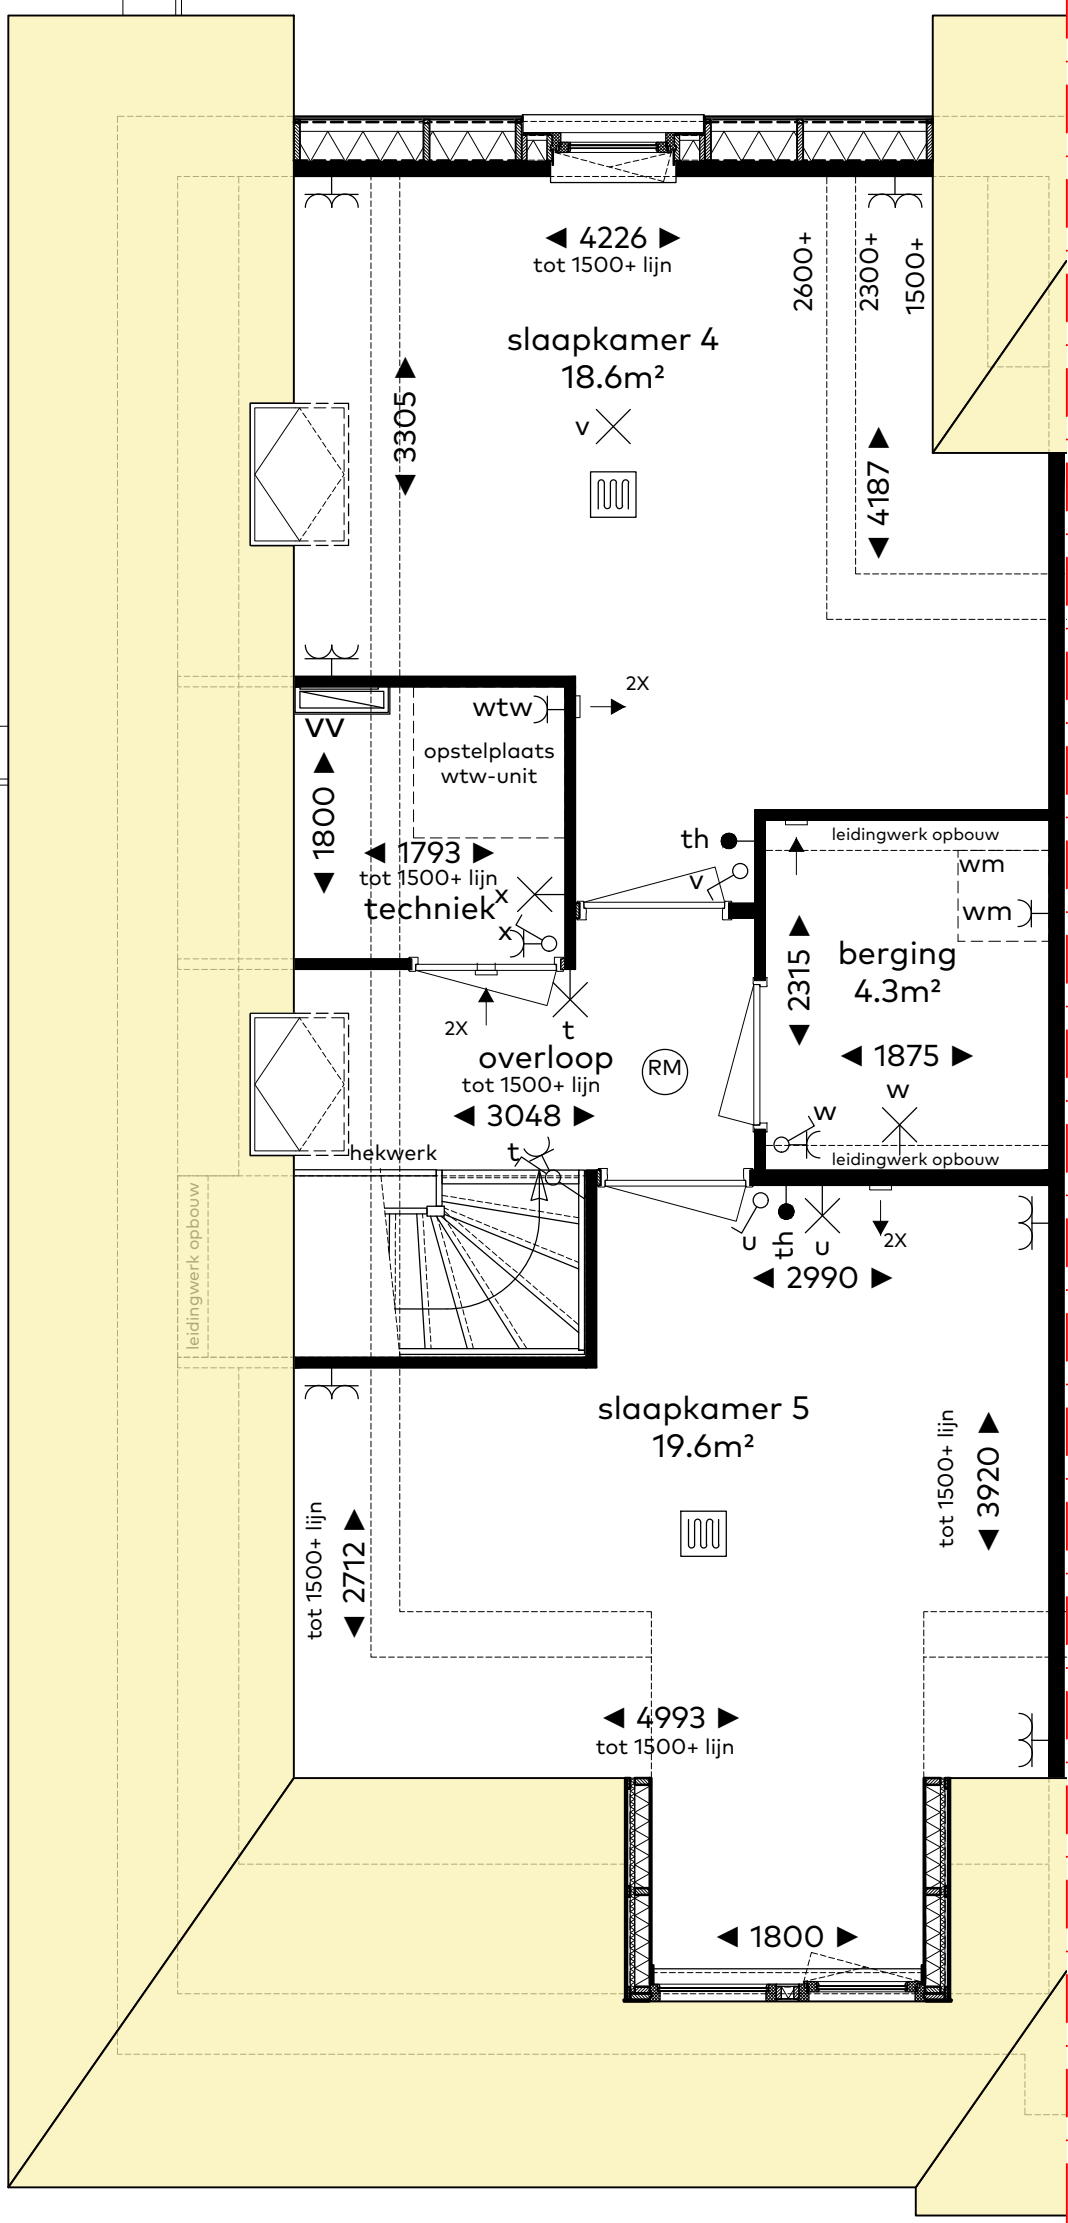 ◄ 4226 ►
tot 1500+ lijn
2600+
2300+
1500+
slaapkamer 4
18.6m²
◄ 3305 ►
v
◄ 4187 ►
2X
wtw
vv
opstelplaats
wtw-unit
◄ 1800 ►
◄ 1793 ►
tot 1500+ lijn
x
techniek
x
th
v
leidingwerk opbouw
wm
wm
berging
4.3m²
◄ 2315 ►
◄ 1875 ►
w
w
leidingwerk opbouw
2X
t
overloop
tot 1500+ lijn
◄ 3048 ►
RM
hekwerk
t
leidingwerk opbouw
u
th
u
2X
◄ 2990 ►
slaapkamer 5
19.6m²
tot 1500+ lijn
◄ 3920 ►
tot 1500+ lijn
◄ 2712 ►
◄ 4993 ►
tot 1500+ lijn
◄ 1800 ►